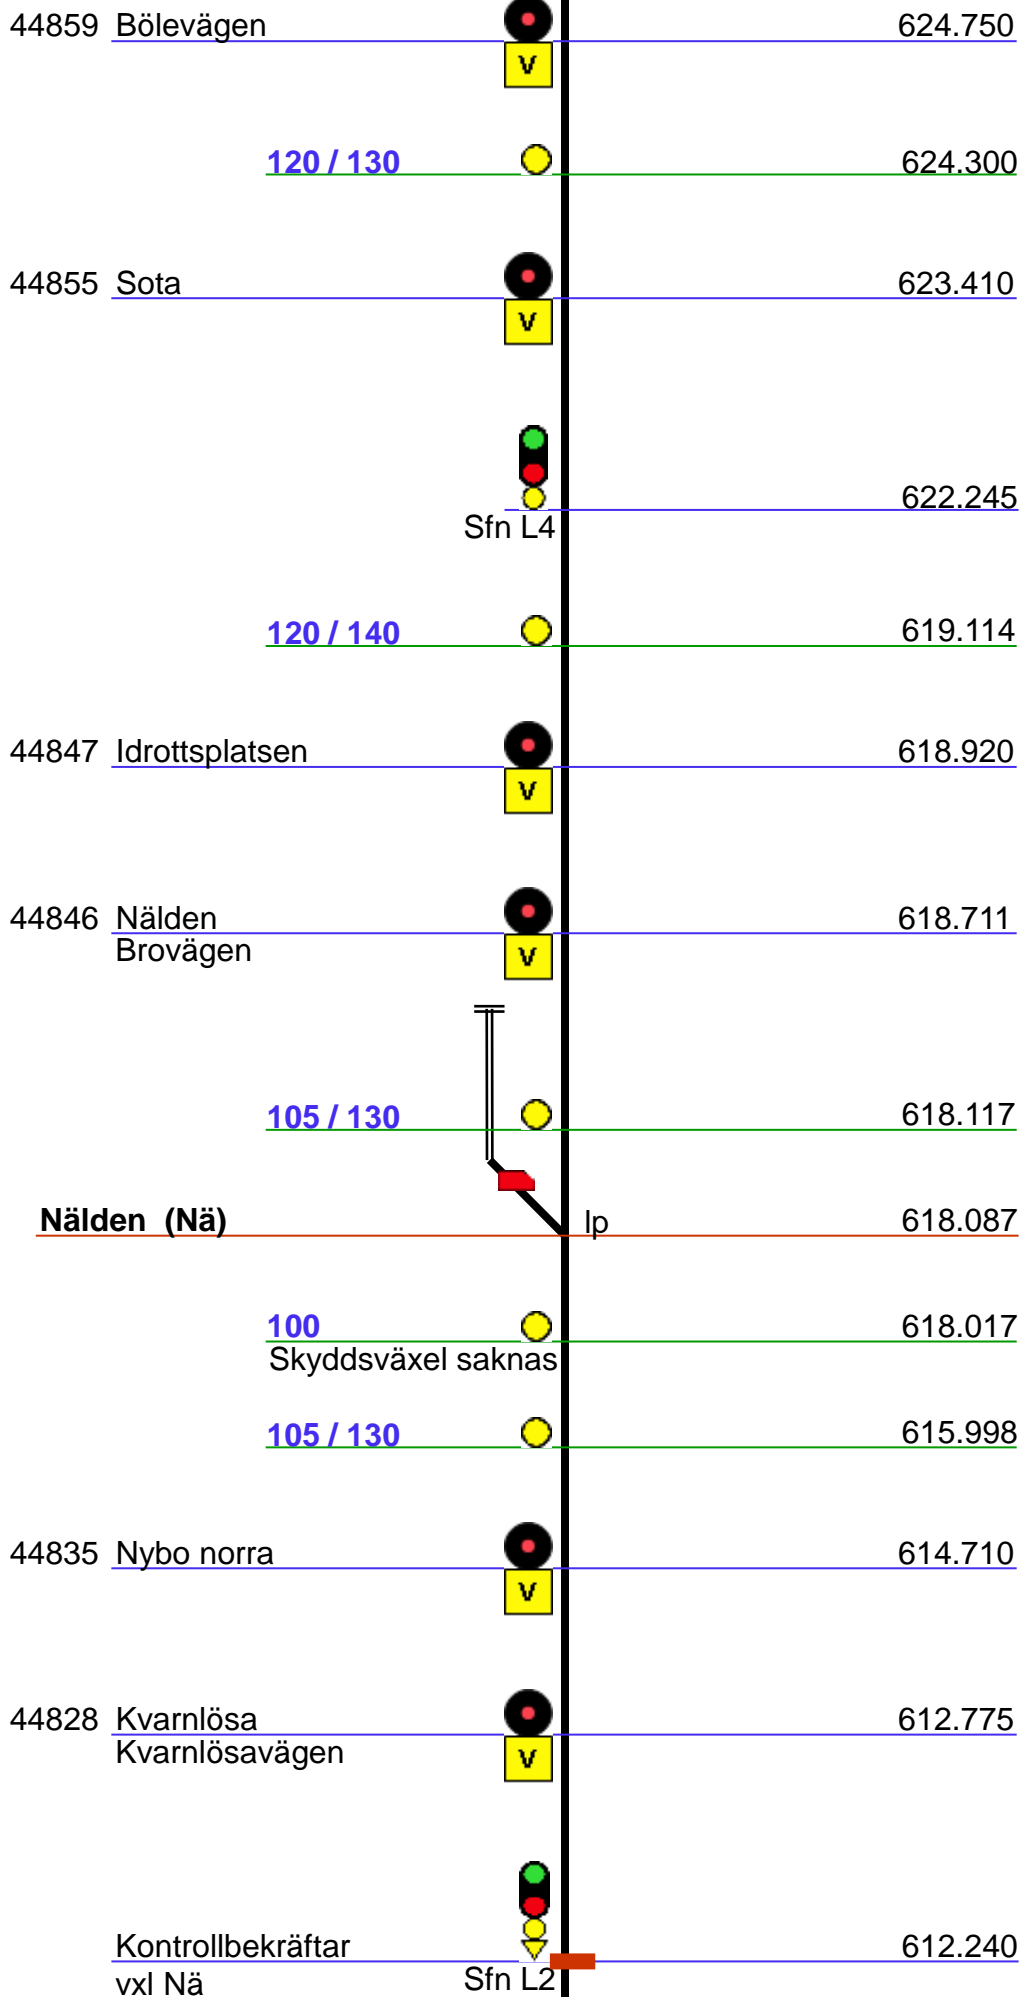 44859 Bölevägen 624.750
V
120 / 130 624.300
44855 Sota 623.410
V
622.245
Sfn L4
120 / 140 619.114
44847 Idrottsplatsen 618.920
V
44846 Nälden 618.711
Brovägen
V
105 / 130 618.117
Nälden (Nä) lp 618.087
100 618.017
Skyddsväxel saknas
105 / 130 615.998
44835 Nybo norra 614.710
V
44828 Kvarnlösa 612.775
Kvarnlösavägen
V
Kontrollbekräftar 612.240
vxl Nä Sfn L2